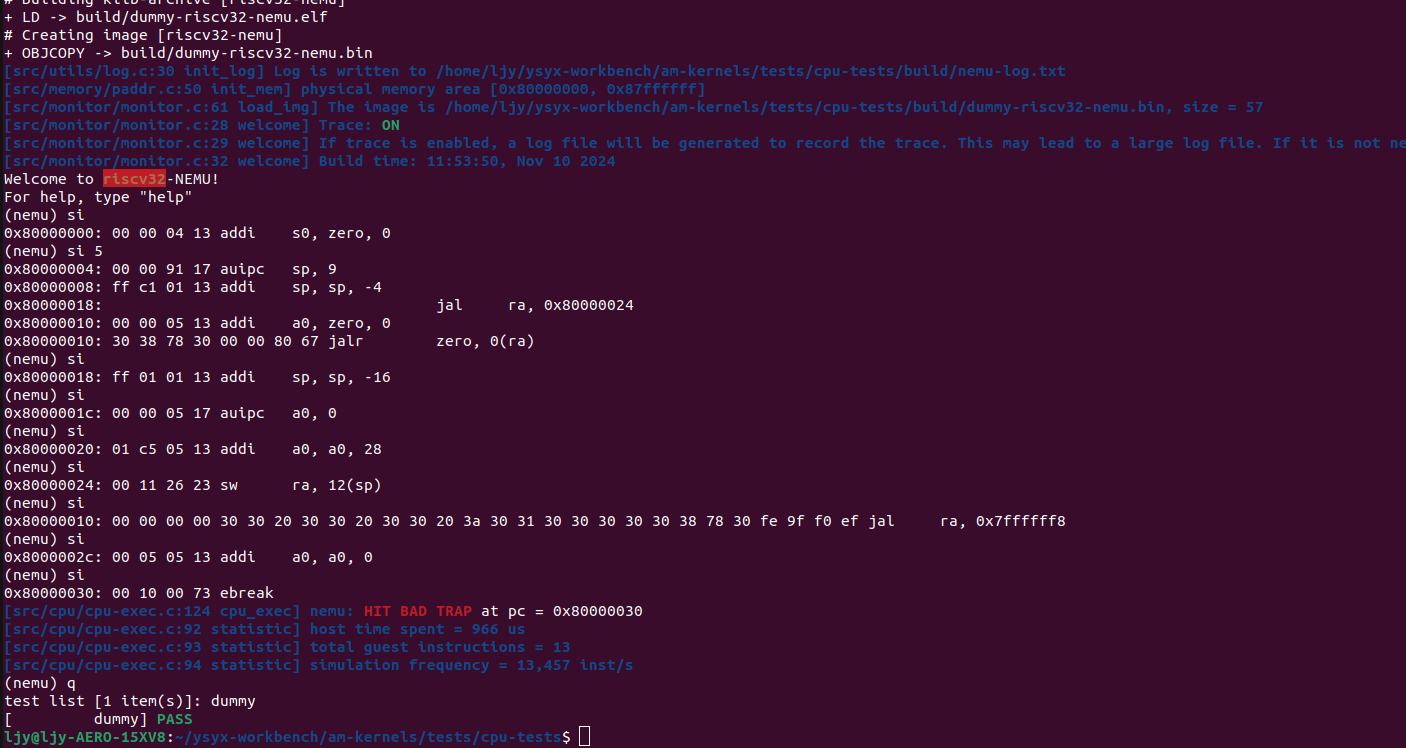 # Building klib-archive [riscv32-nemu]
+ LD -> build/dummy-riscv32-nemu.elf
# Creating image [riscv32-nemu]
+ OBJCOPY -> build/dummy-riscv32-nemu.bin
[src/utils/log.c:30 init_log] Log is written to /home/ljy/ysyx-workbench/am-kernels/tests/cpu-tests/build/nemu-log.txt
[src/memory/paddr.c:50 init_mem] physical memory area [0x80000000, 0x87ffffff]
[src/monitor/monitor.c:61 load_img] The image is /home/ljy/ysyx-workbench/am-kernels/tests/cpu-tests/build/dummy-riscv32-nemu.bin, size = 57
[src/monitor/monitor.c:28 welcome] Trace: ON
[src/monitor/monitor.c:29 welcome] If trace is enabled, a log file will be generated to record the trace. This may lead to a large log file. If it is not ne
[src/monitor/monitor.c:32 welcome] Build time: 11:53:50, Nov 10 2024
Welcome to riscv32-NEMU!
For help, type "help"
(nemu) si
0x80000000: 00 00 04 13 addi    s0, zero, 0
(nemu) si 5
0x80000004: 00 00 91 17 auipc   sp, 9
0x80000008: ff c1 01 13 addi    sp, sp, -4
0x80000018:                                     jal     ra, 0x80000024
0x80000010: 00 00 05 13 addi    a0, zero, 0
0x80000010: 30 38 78 30 00 00 80 67 jalr        zero, 0(ra)
(nemu) si
0x80000018: ff 01 01 13 addi    sp, sp, -16
(nemu) si
0x8000001c: 00 00 05 17 auipc   a0, 0
(nemu) si
0x80000020: 01 c5 05 13 addi    a0, a0, 28
(nemu) si
0x80000024: 00 11 26 23 sw      ra, 12(sp)
(nemu) si
0x80000010: 00 00 00 00 30 30 20 30 30 20 30 30 20 3a 30 31 30 30 30 30 30 38 78 30 fe 9f f0 ef jal     ra, 0x7ffffff8
(nemu) si
0x8000002c: 00 05 05 13 addi    a0, a0, 0
(nemu) si
0x80000030: 00 10 00 73 ebreak
[src/cpu/cpu-exec.c:124 cpu_exec] nemu: HIT BAD TRAP at pc = 0x80000030
[src/cpu/cpu-exec.c:92 statistic] host time spent = 966 us
[src/cpu/cpu-exec.c:93 statistic] total guest instructions = 13
[src/cpu/cpu-exec.c:94 statistic] simulation frequency = 13,457 inst/s
(nemu) q
test list [1 item(s)]: dummy
[         dummy] PASS
ljy@ljy-AERO-15XV8:~/ysyx-workbench/am-kernels/tests/cpu-tests$